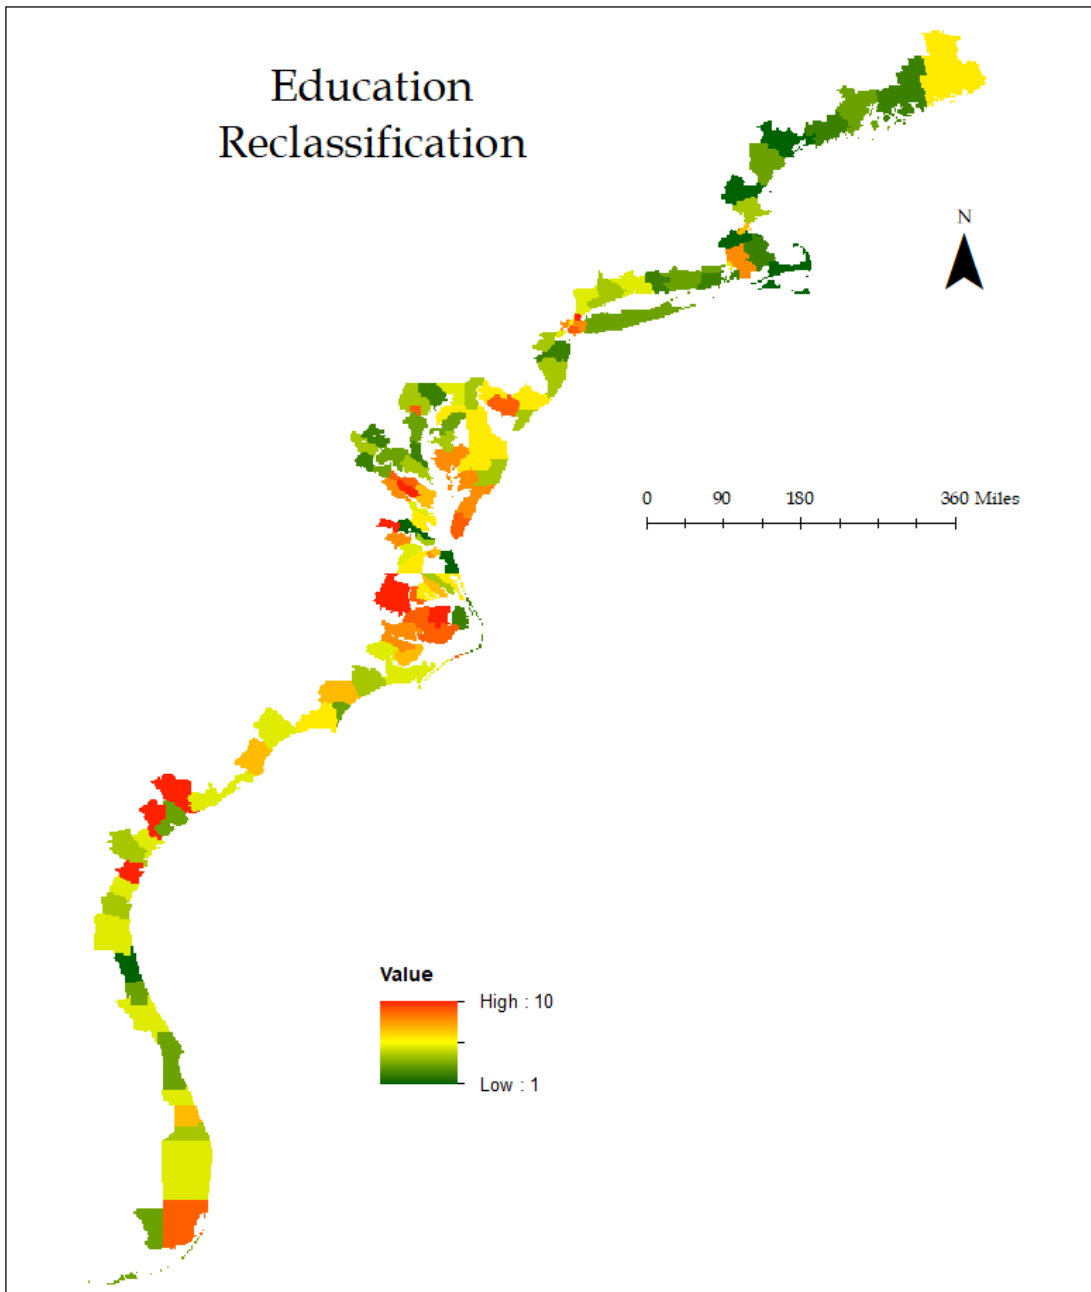 Education
Reclassification
N
0 90 180 360 Miles
Value
High : 10
Low : 1